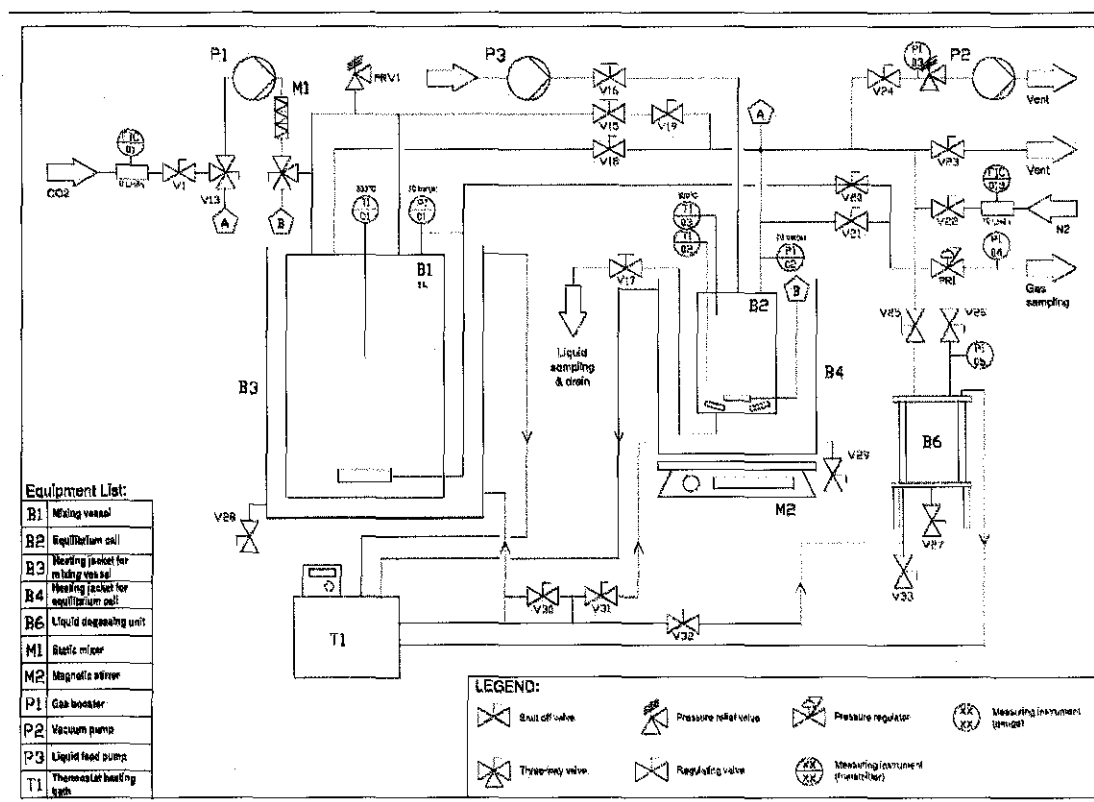 P1
P3
P2
M1
PRV1
V16
V24
Vent
A
V15
V19
CO2
V1
V13
V18
V23
Vent
A
B
V20
V22
N2
V21
B1
V17
B2
B
PR1
Gas
sampling
V25
V26
Liquid
sampling
& drain
B3
B4
B6
V29
M2
V28
V27
V33
V30
V31
V32
T1
Equipment List:
B1 Mixing vessel
B2 Equilibrium cell
B3 Heating jacket for
mixing vessel
B4 Heating jacket for
equilibrium cell
B6 Liquid degassing unit
M1 Static mixer
M2 Magnetic stirrer
P1 Gas booster
P2 Vacuum pump
P3 Liquid feed pump
T1 Thermostat heating
bath
LEGEND:
Shut off valve
Pressure relief valve
Pressure regulator
XX
XX
Measuring instrument
(gauge)
Three-way valve
Regulating valve
XX
XX
Measuring instrument
(transmitter)